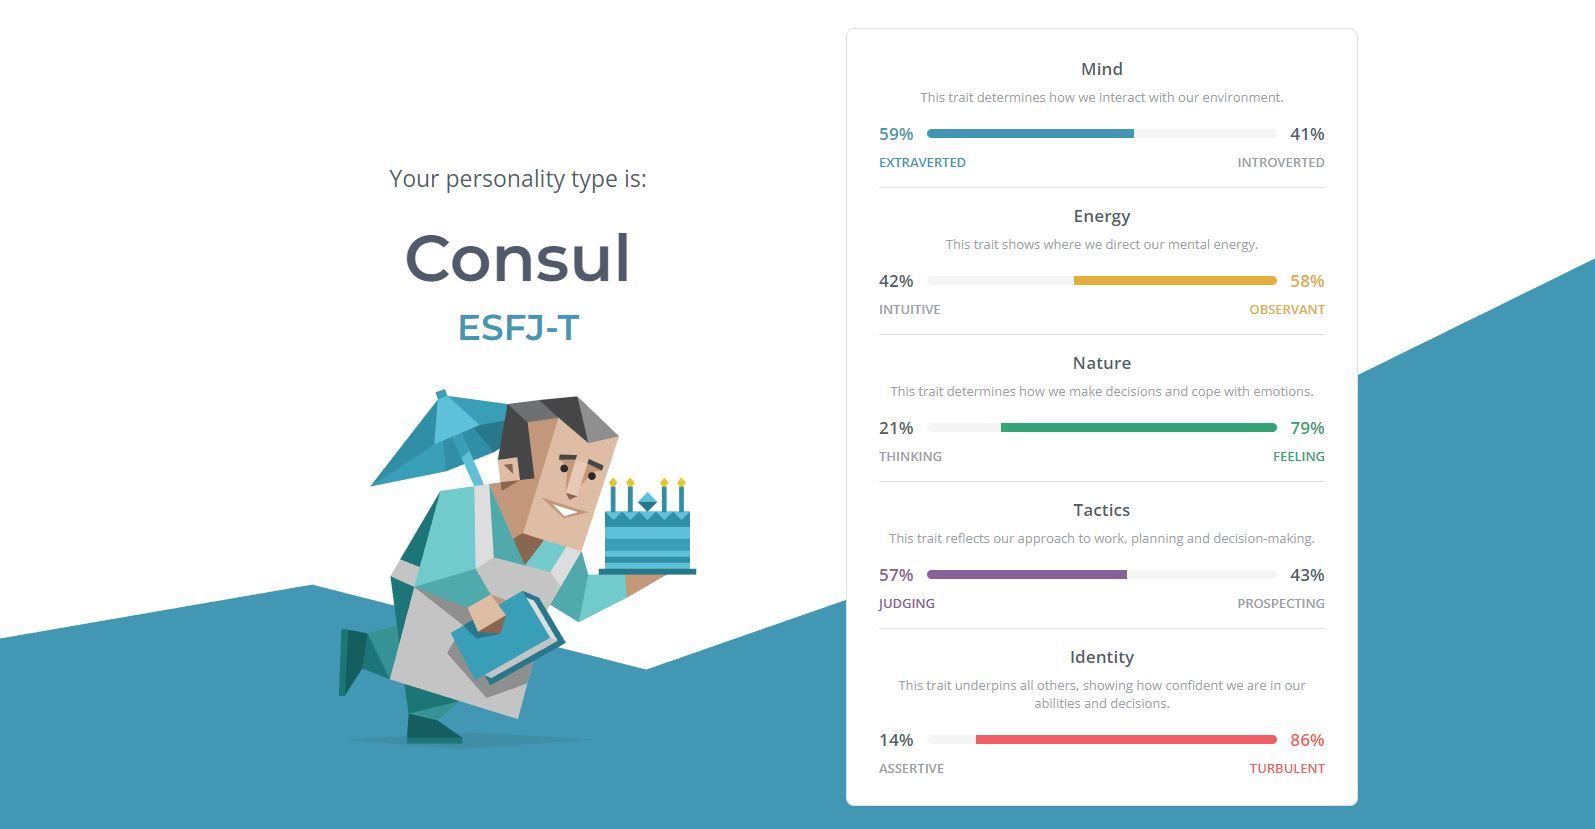 Your personality type is:
Consul
ESFJ-T
Mind
This trait determines how we interact with our environment.
59% 41%
EXTRAVERTED INTROVERTED
Energy
This trait shows where we direct our mental energy.
42% 58%
INTUITIVE OBSERVANT
Nature
This trait determines how we make decisions and cope with emotions.
21% 79%
THINKING FEELING
Tactics
This trait reflects our approach to work, planning and decision-making.
57% 43%
JUDGING PROSPECTING
Identity
This trait underpins all others, showing how confident we are in our
abilities and decisions.
14% 86%
ASSERTIVE TURBULENT